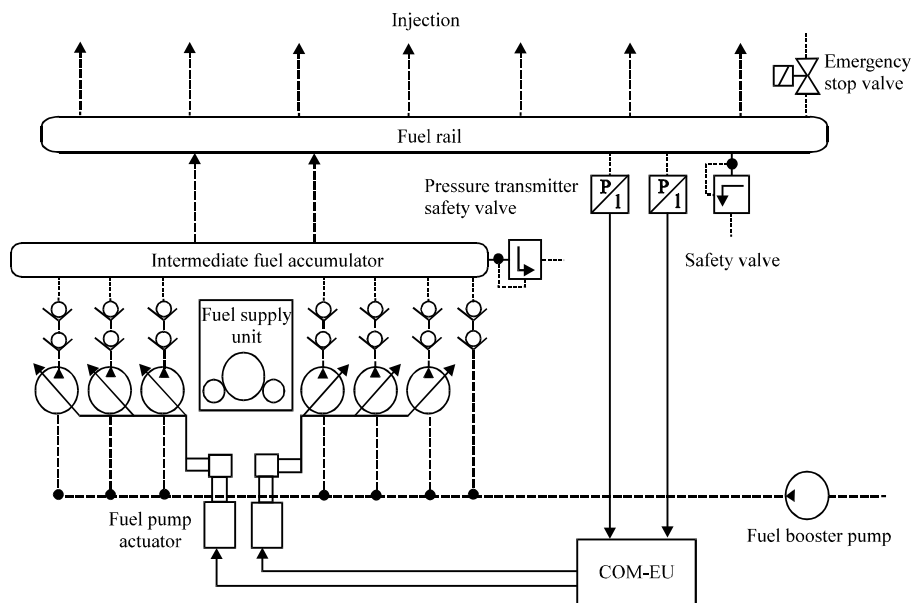 Injection
Emergency
stop valve
Fuel rail
Pressure transmitter
safety valve
P
1
P
1
Safety valve
Intermediate fuel accumulator
Fuel supply
unit
Fuel pump
actuator
Fuel booster pump
COM-EU